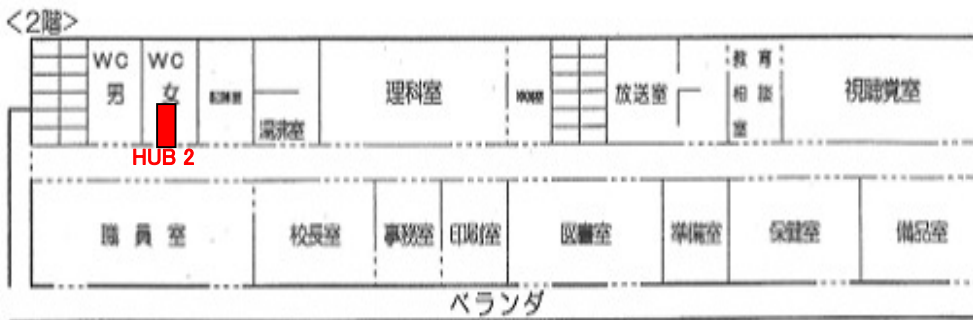 <2階>
WC
男
WC
女
湯沸室
理科室
放送室
教育
相談
室
視聴覚室
HUB 2
職員室
校長室
事務室
印刷室
図書室
準備室
保健室
備品室
ベランダ